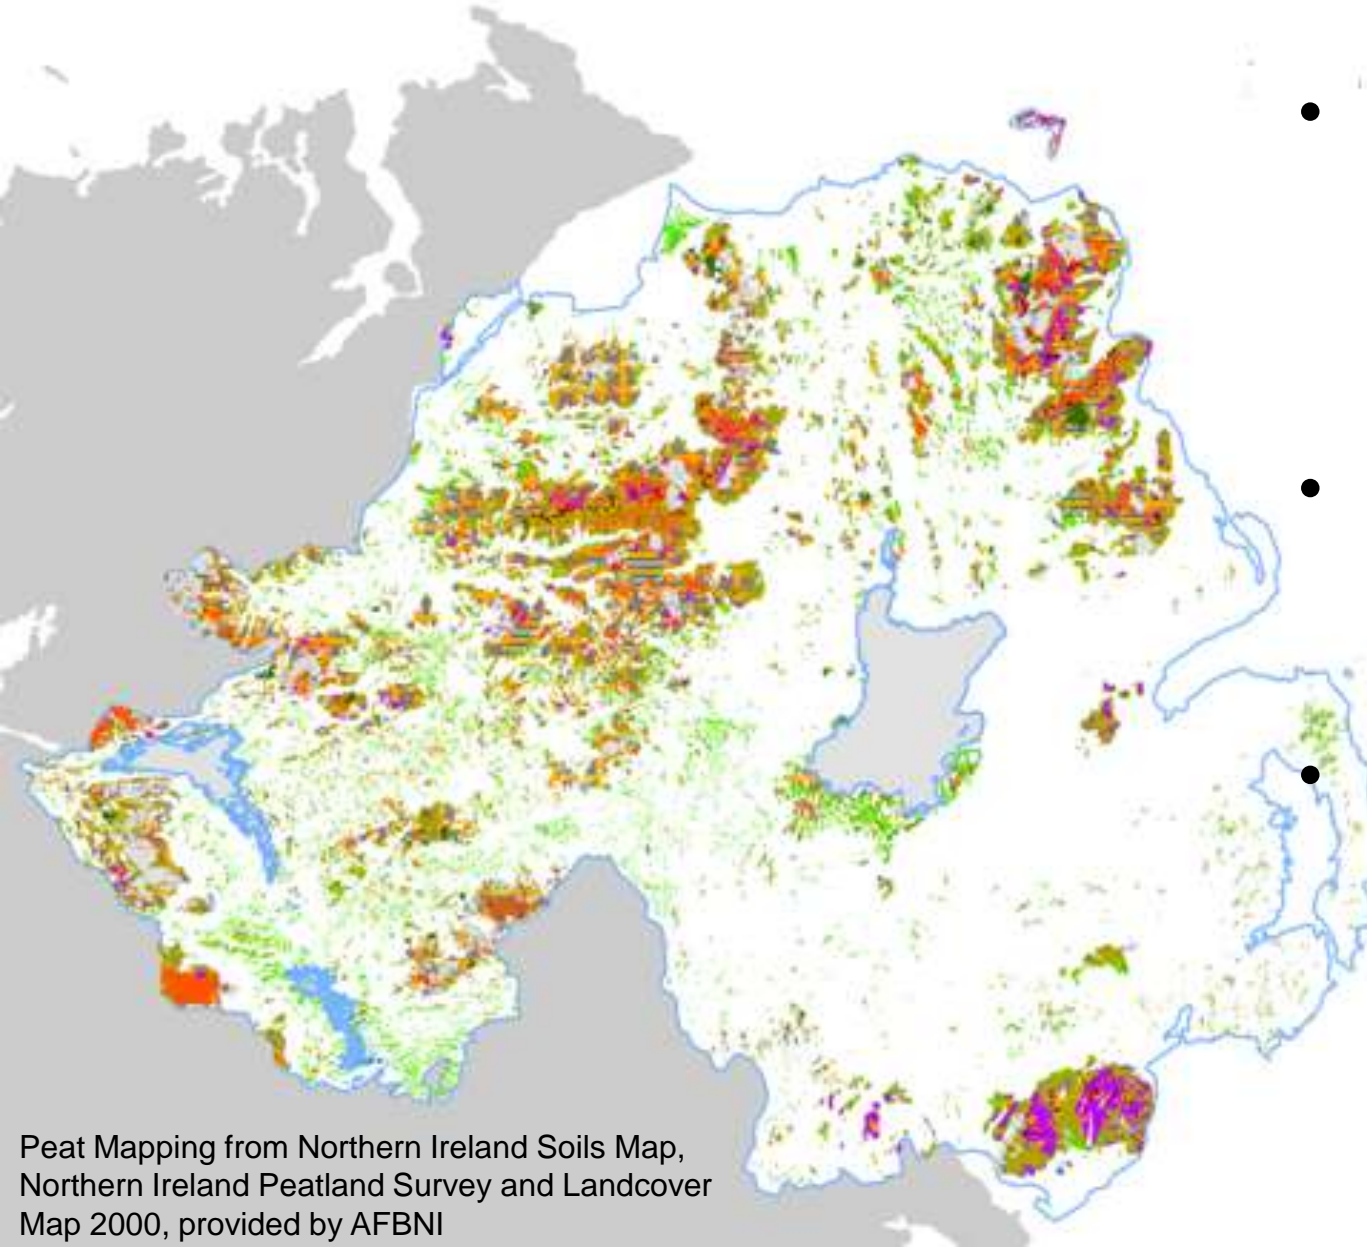 Peat Mapping from Northern Ireland Soils Map,
Northern Ireland Peatland Survey and Landcover
Map 2000, provided by AFBNI